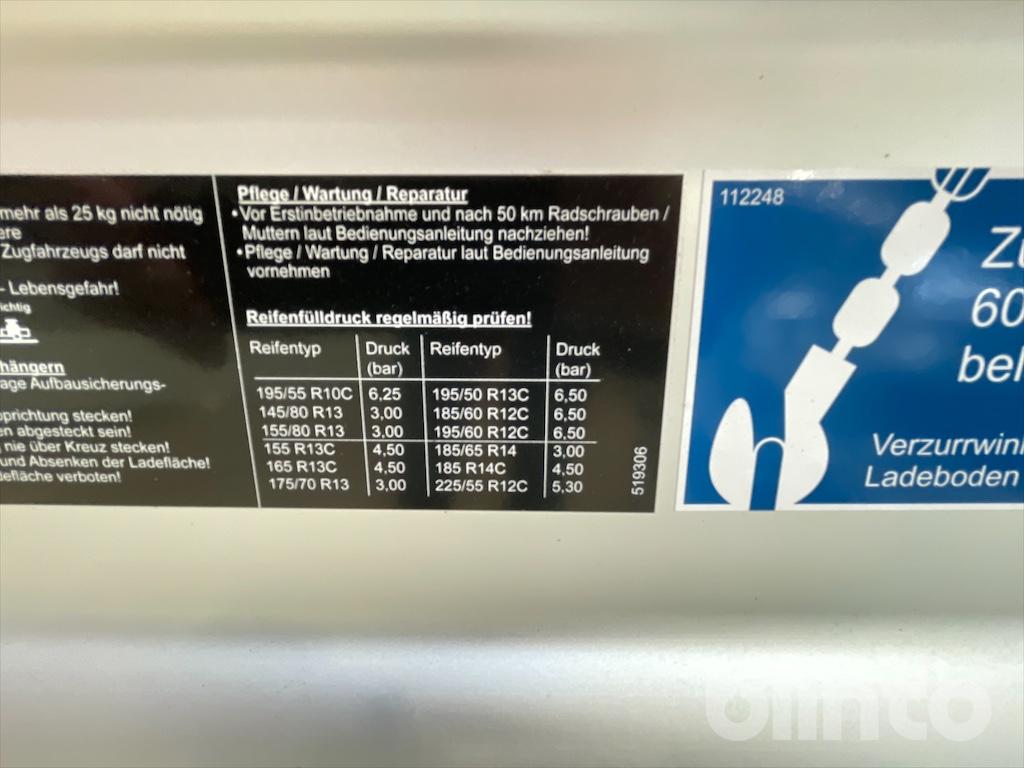 mehr als 25 kg nicht nötig
ere
Zugfahrzeugs darf nicht
- Lebensgefahr!
ichtig
hängern
age Aufbausicherungs-
prichtung stecken!
en abgesteckt sein!
nie über Kreuz stecken!
und Absenken der Ladefläche!
defläche verboten!
Pflege / Wartung / Reparatur
•Vor Erstinbetriebnahme und nach 50 km Radschrauben /
Muttern laut Bedienungsanleitung nachziehen!
•Pflege / Wartung / Reparatur laut Bedienungsanleitung
vornehmen
Reifenfülldruck regelmäßig prüfen!
Reifentyp Druck (bar) Reifentyp Druck (bar)
195/55 R10C 6,25 195/50 R13C 6,50
145/80 R13 3,00 185/60 R12C 6,50
155/80 R13 3,00 195/60 R12C 6,50
155 R13C 4,50 185/65 R14 3,00
165 R13C 4,50 185 R14C 4,50
175/70 R13 3,00 225/55 R12C 5,30
519306
112248
Zu
60
bel
Verzurrwin
Ladeboden
blinto